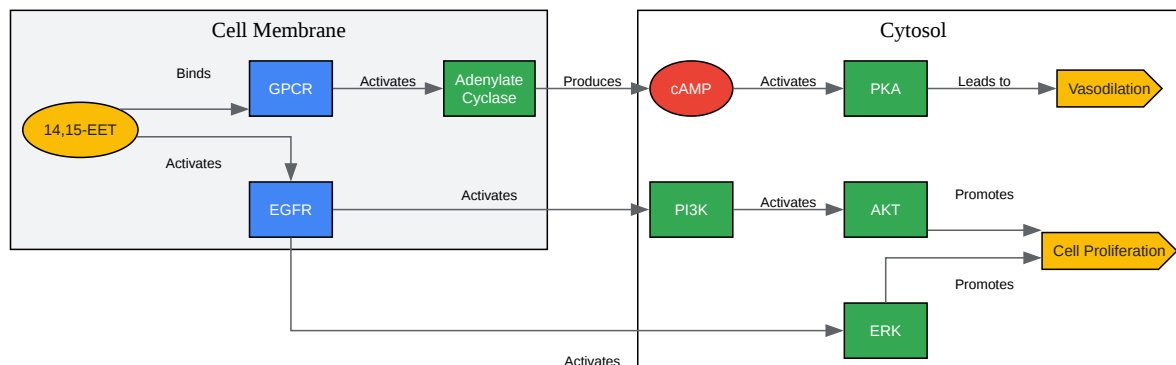 Cell Membrane
Cytosol
Binds
GPCR
Activates
Adenylate
Cyclase
Produces
cAMP
Activates
PKA
Leads to
Vasodilation
14,15-EET
Activates
EGFR
Activates
PI3K
Activates
AKT
Promotes
Cell Proliferation
Promotes
ERK
Activates